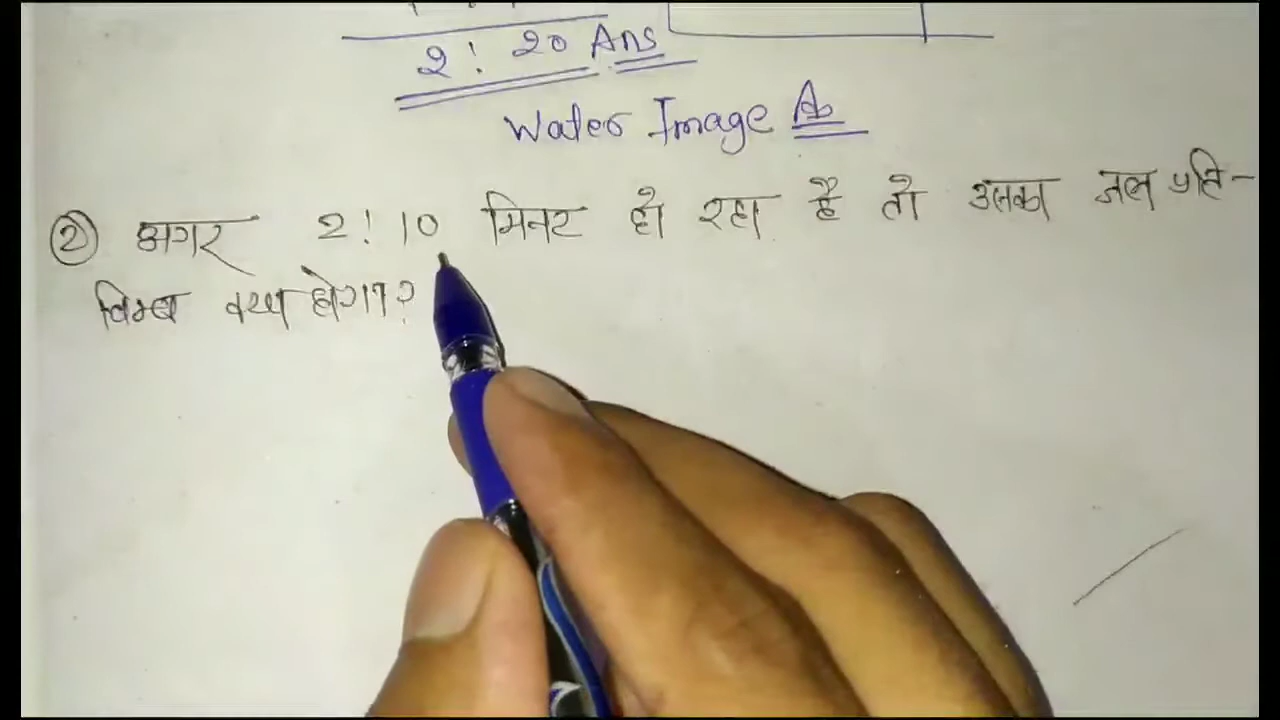 2! 20 Ans
Water Image
② अगर 2! 10 मिनट हो रहा है तो उसका जल प्रति-
विम्ब क्या होगा?